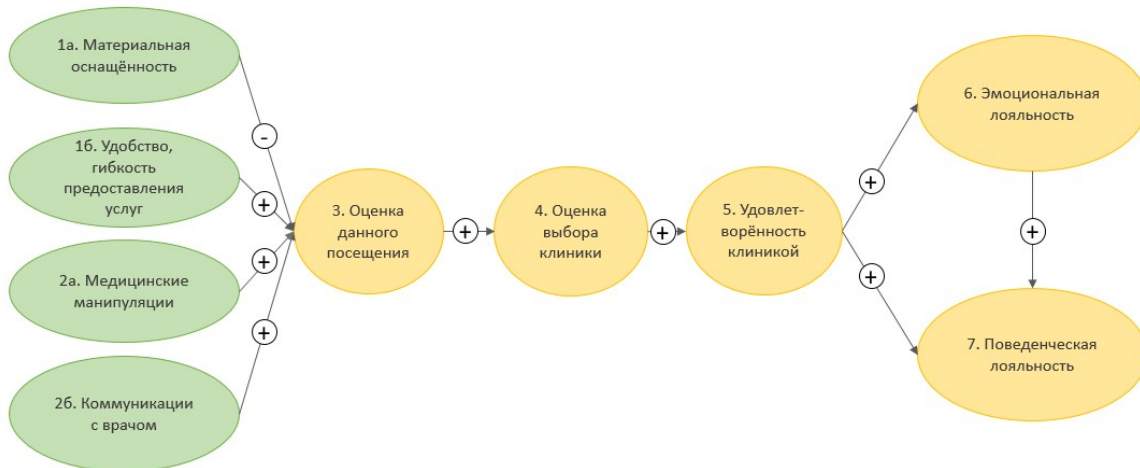 1а. Материальная
оснащённость
-
1б. Удобство,
гибкость
предоставления
услуг
+
2а. Медицинские
манипуляции
+
2б. Коммуникации
с врачом
+
3. Оценка
данного
посещения
+
4. Оценка
выбора
клиники
+
5. Удовлет-
ворённость
клиникой
+
+
6. Эмоциональная
лояльность
+
7. Поведенческая
лояльность